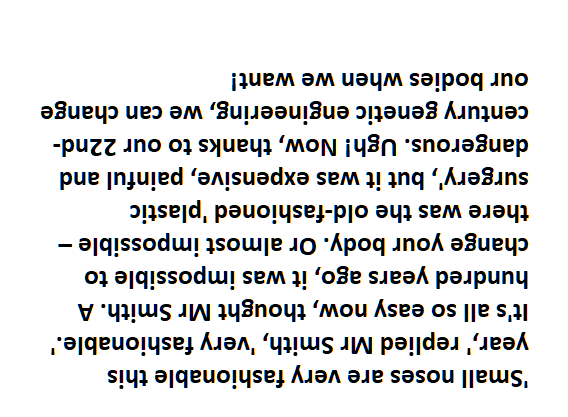 'Small noses are very fashionable this
year,' replied Mr Smith, 'very fashionable.'
It's all so easy now, thought Mr Smith. A
hundred years ago, it was impossible to
change your body. Or almost impossible –
there was the old-fashioned 'plastic
surgery', but it was expensive, painful and
dangerous. Ugh! Now, thanks to our 22nd-
century genetic engineering, we can change
our bodies when we want!